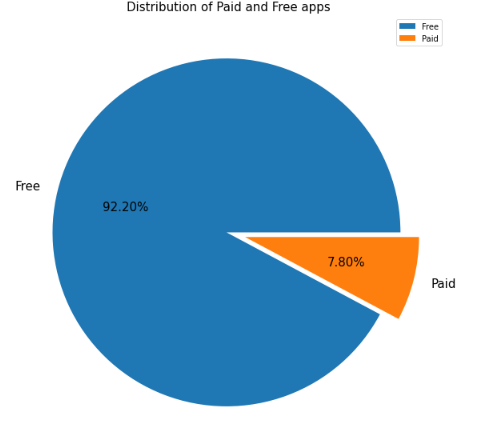 Distribution of Paid and Free apps
Free
Paid
Free
92.20%
7.80%
Paid